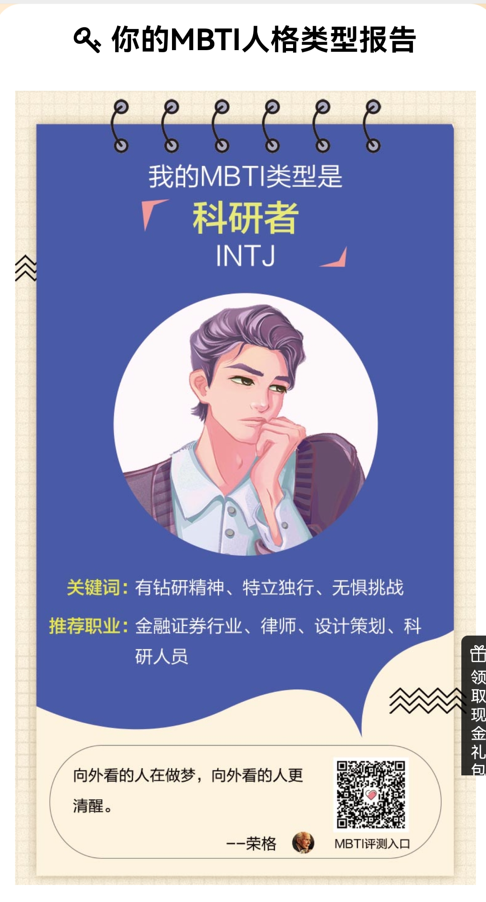 你的MBTI人格类型报告
我的MBTI类型是
科研者
INTJ
关键词：有钻研精神、特立独行、无惧挑战
推荐职业：金融证券行业、律师、设计策划、科
研人员
领
取
现
金
礼
包
向外看的人在做梦，向外看的人更
清醒。
--荣格
MBTI评测入口